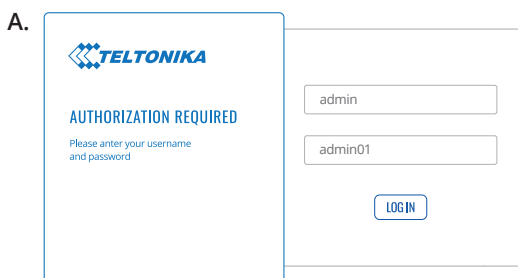 A.
TELTONIKA
AUTHORIZATION REQUIRED
Please anter your username
and password
admin
admin01
LOG IN